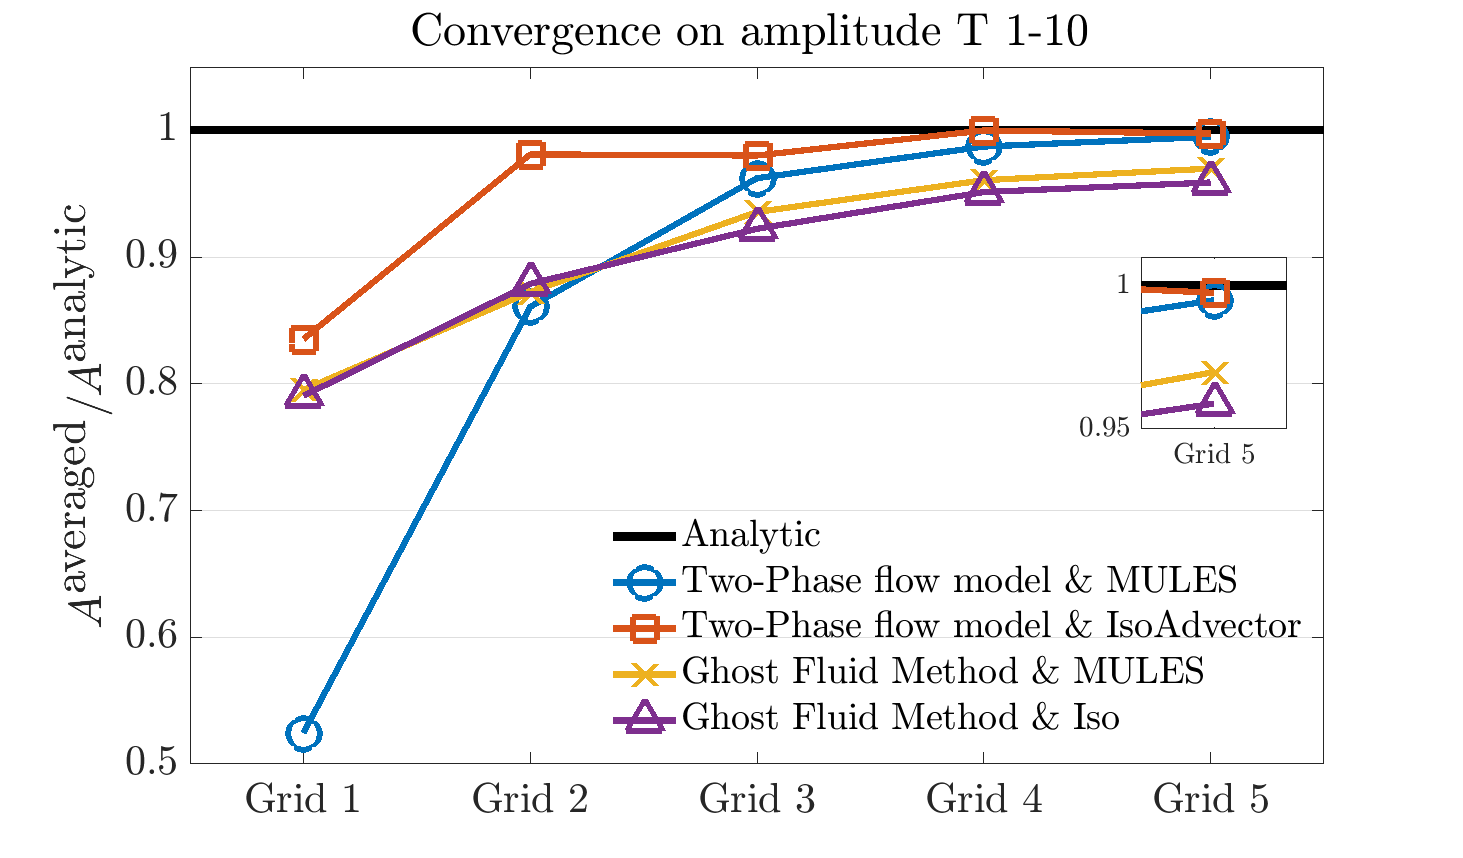 Convergence on amplitude T 1-10
A^averaged/A^analytic
1
0.9
0.8
0.7
0.6
0.5
Grid 1
Grid 2
Grid 3
Grid 4
Grid 5
1
0.95
Grid 5
Analytic
Two-Phase flow model & MULES
Two-Phase flow model & IsoAdvector
Ghost Fluid Method & MULES
Ghost Fluid Method & Iso